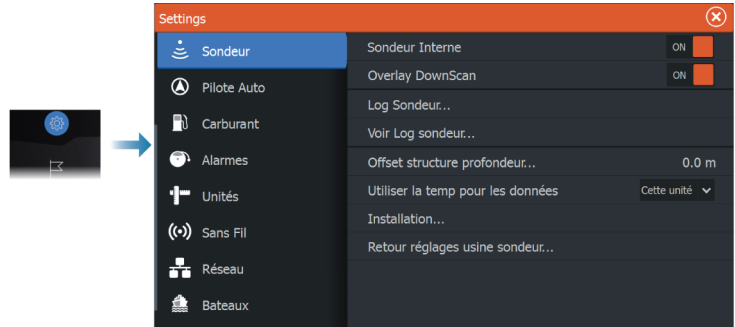 Settings
Sondeur
Pilote Auto
Carburant
Alarmes
Unités
Sans Fil
Réseau
Bateaux
Sondeur Interne ON
Overlay DownScan ON
Log Sondeur...
Voir Log sondeur...
Offset structure profondeur... 0.0 m
Utiliser la temp pour les données Cette unité
Installation...
Retour réglages usine sondeur...